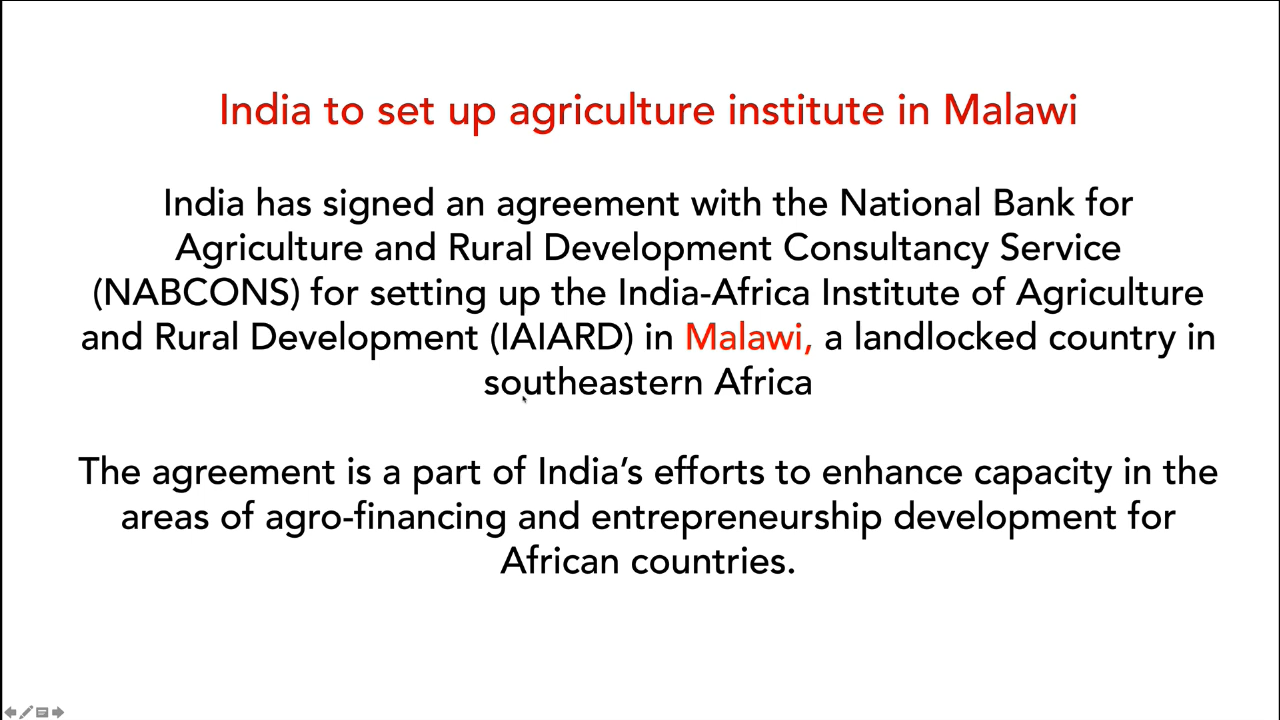 India to set up agriculture institute in Malawi
India has signed an agreement with the National Bank for
Agriculture and Rural Development Consultancy Service
(NABCONS) for setting up the India-Africa Institute of Agriculture
and Rural Development (IAIARD) in Malawi, a landlocked country in
southeastern Africa
The agreement is a part of India’s efforts to enhance capacity in the
areas of agro-financing and entrepreneurship development for
African countries.